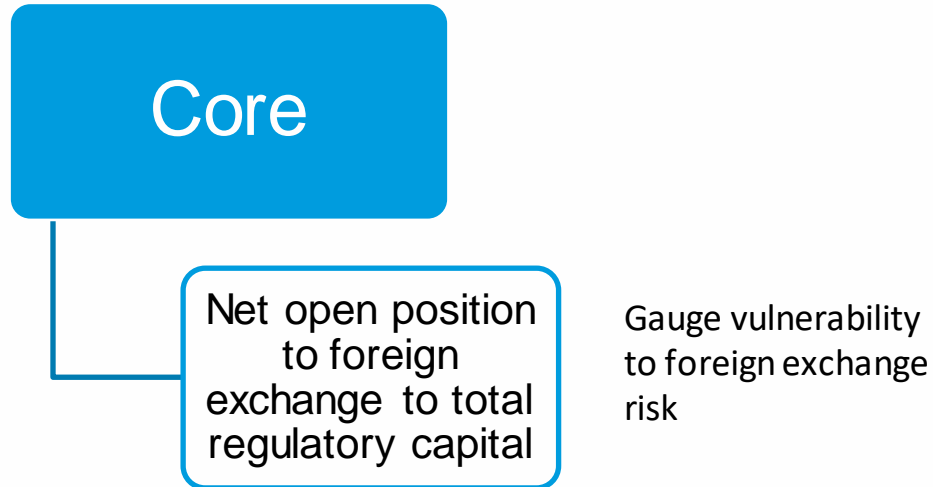 Core
Net open position
to foreign
exchange to total
regulatory capital
Gauge vulnerability
to foreign exchange
risk